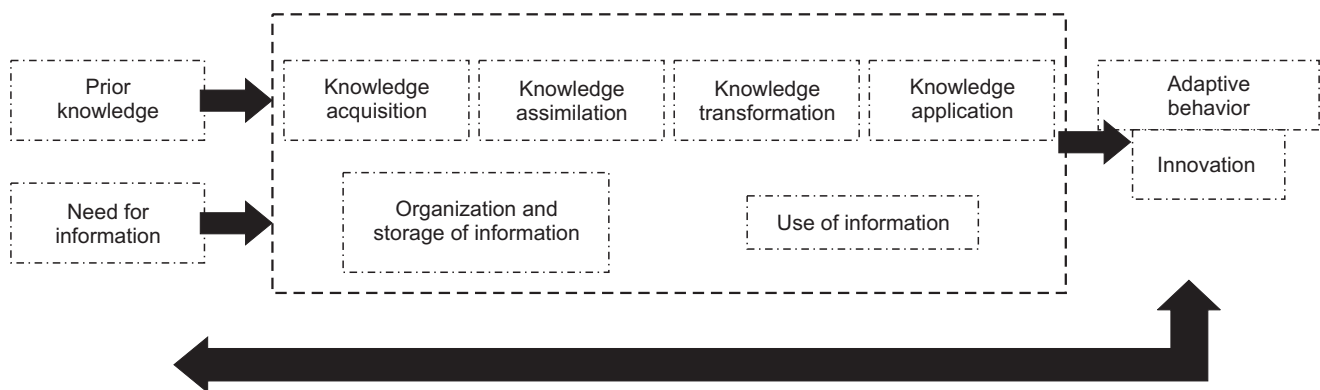 Prior
knowledge
Knowledge
acquisition
Knowledge
assimilation
Knowledge
transformation
Knowledge
application
Adaptive
behavior
Innovation
Need for
information
Organization and
storage of information
Use of information